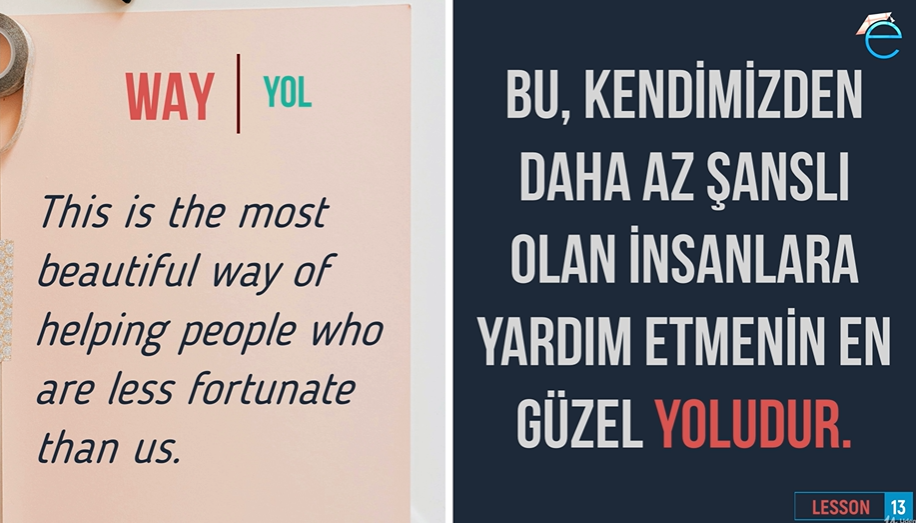 WAY | YOL
This is the most
beautiful way of
helping people who
are less fortunate
than us.
BU, KENDİMİZDEN
DAHA AZ ŞANSLI
OLAN İNSANLARA
YARDIM ETMENİN EN
GÜZEL YOLUDUR.
e
LESSON 13